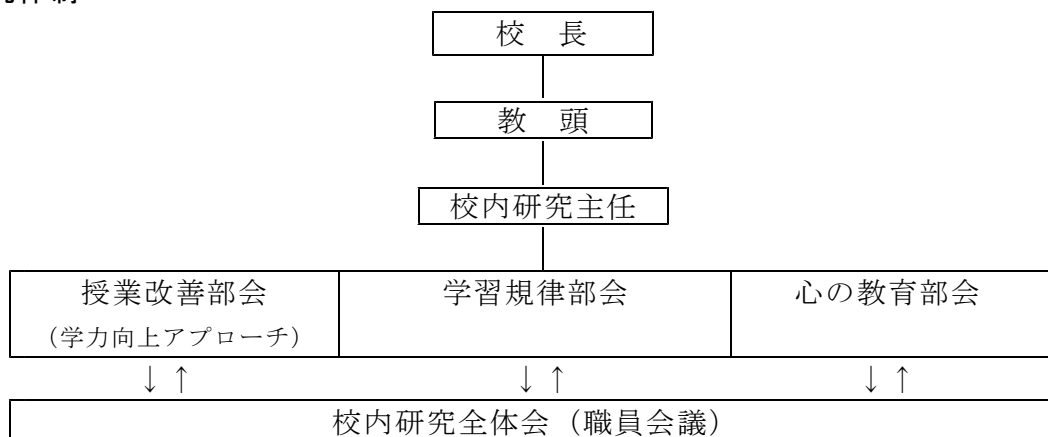 校　長
教　頭
校内研究主任
授業改善部会　学習規律部会　心の教育部会
（学力向上アプローチ）
↓↑　↓↑　↓↑
校内研究全体会（職員会議）